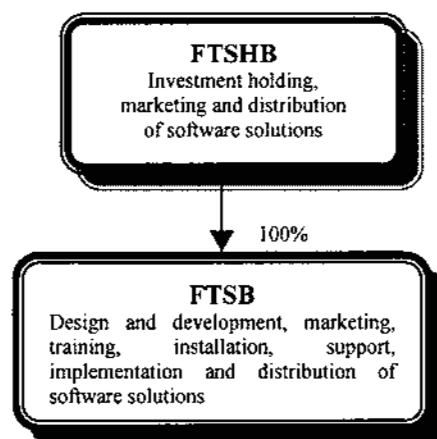 FTSHB
Investment holding,
marketing and distribution
of software solutions
100%
FTSB
Design and development, marketing,
training, installation, support,
implementation and distribution of
software solutions